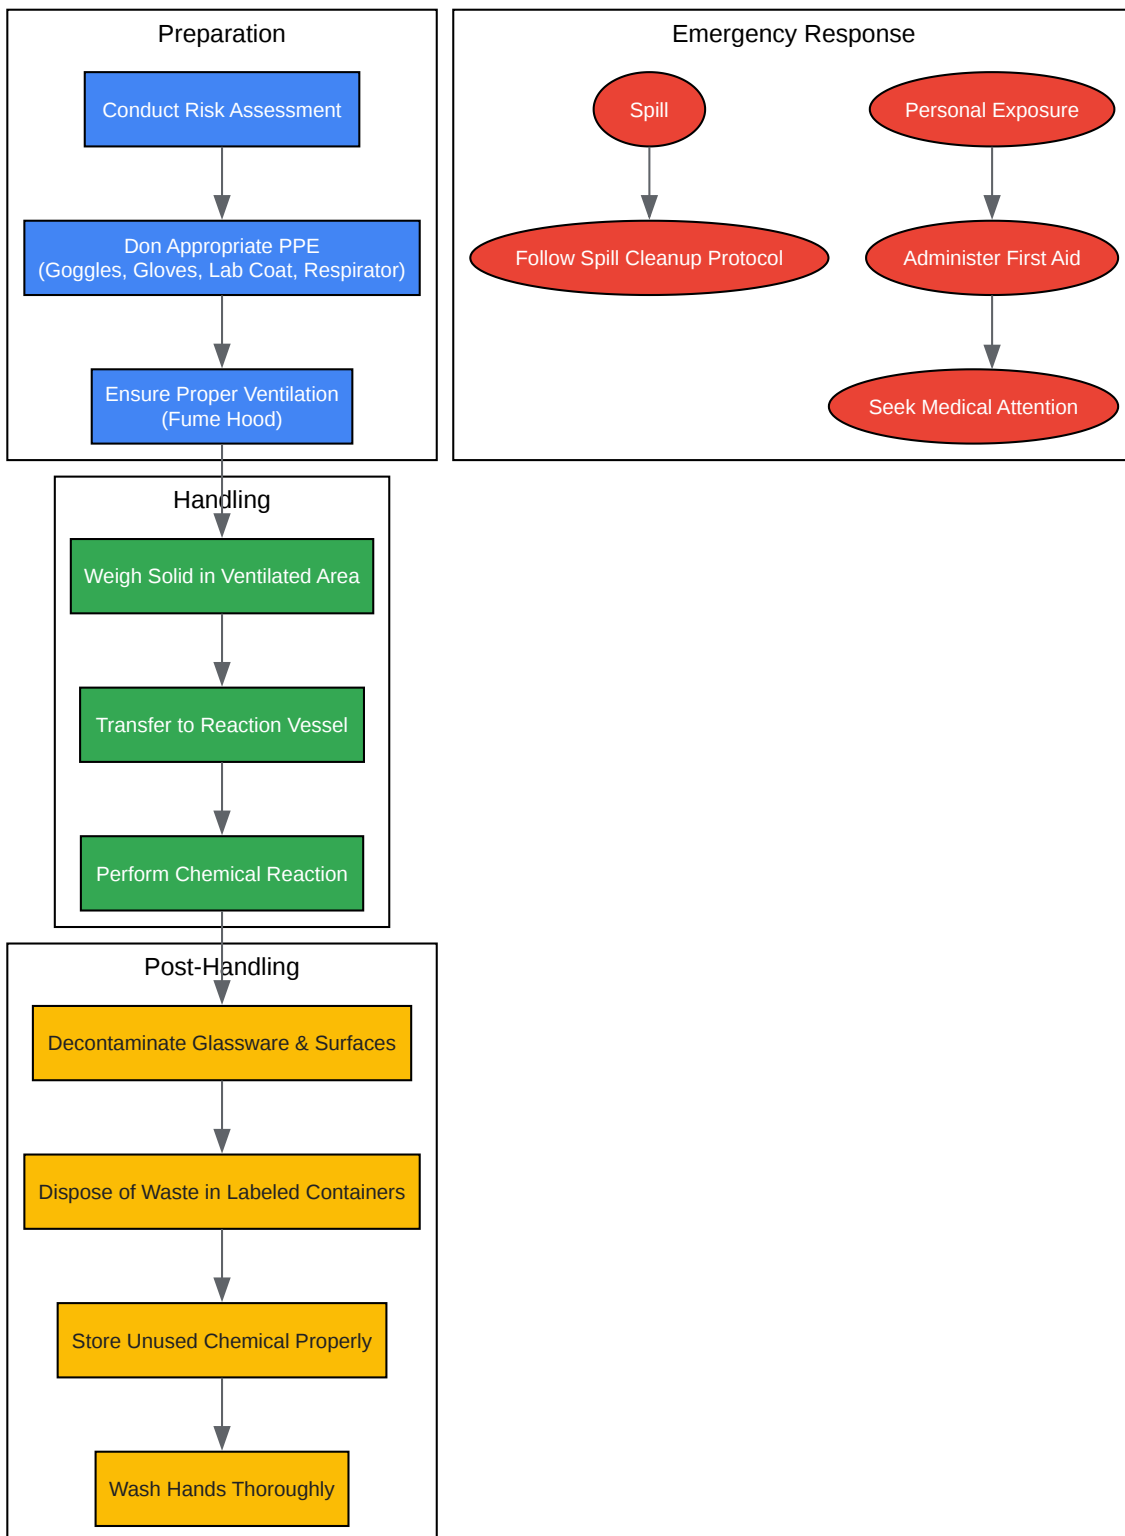 Preparation
Conduct Risk Assessment
Don Appropriate PPE
(Goggles, Gloves, Lab Coat, Respirator)
Ensure Proper Ventilation
(Fume Hood)
Emergency Response
Spill
Follow Spill Cleanup Protocol
Personal Exposure
Administer First Aid
Seek Medical Attention
Handling
Weigh Solid in Ventilated Area
Transfer to Reaction Vessel
Perform Chemical Reaction
Post-Handling
Decontaminate Glassware & Surfaces
Dispose of Waste in Labeled Containers
Store Unused Chemical Properly
Wash Hands Thoroughly